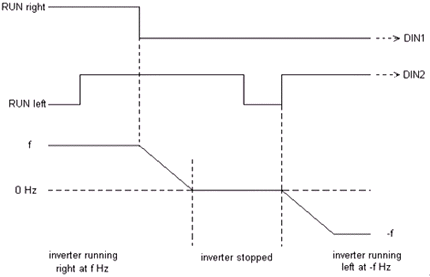 RUN right
DIN1
DIN2
RUN left
f
0 Hz
-f
inverter running
right at f Hz
inverter stopped
inverter running
left at -f Hz